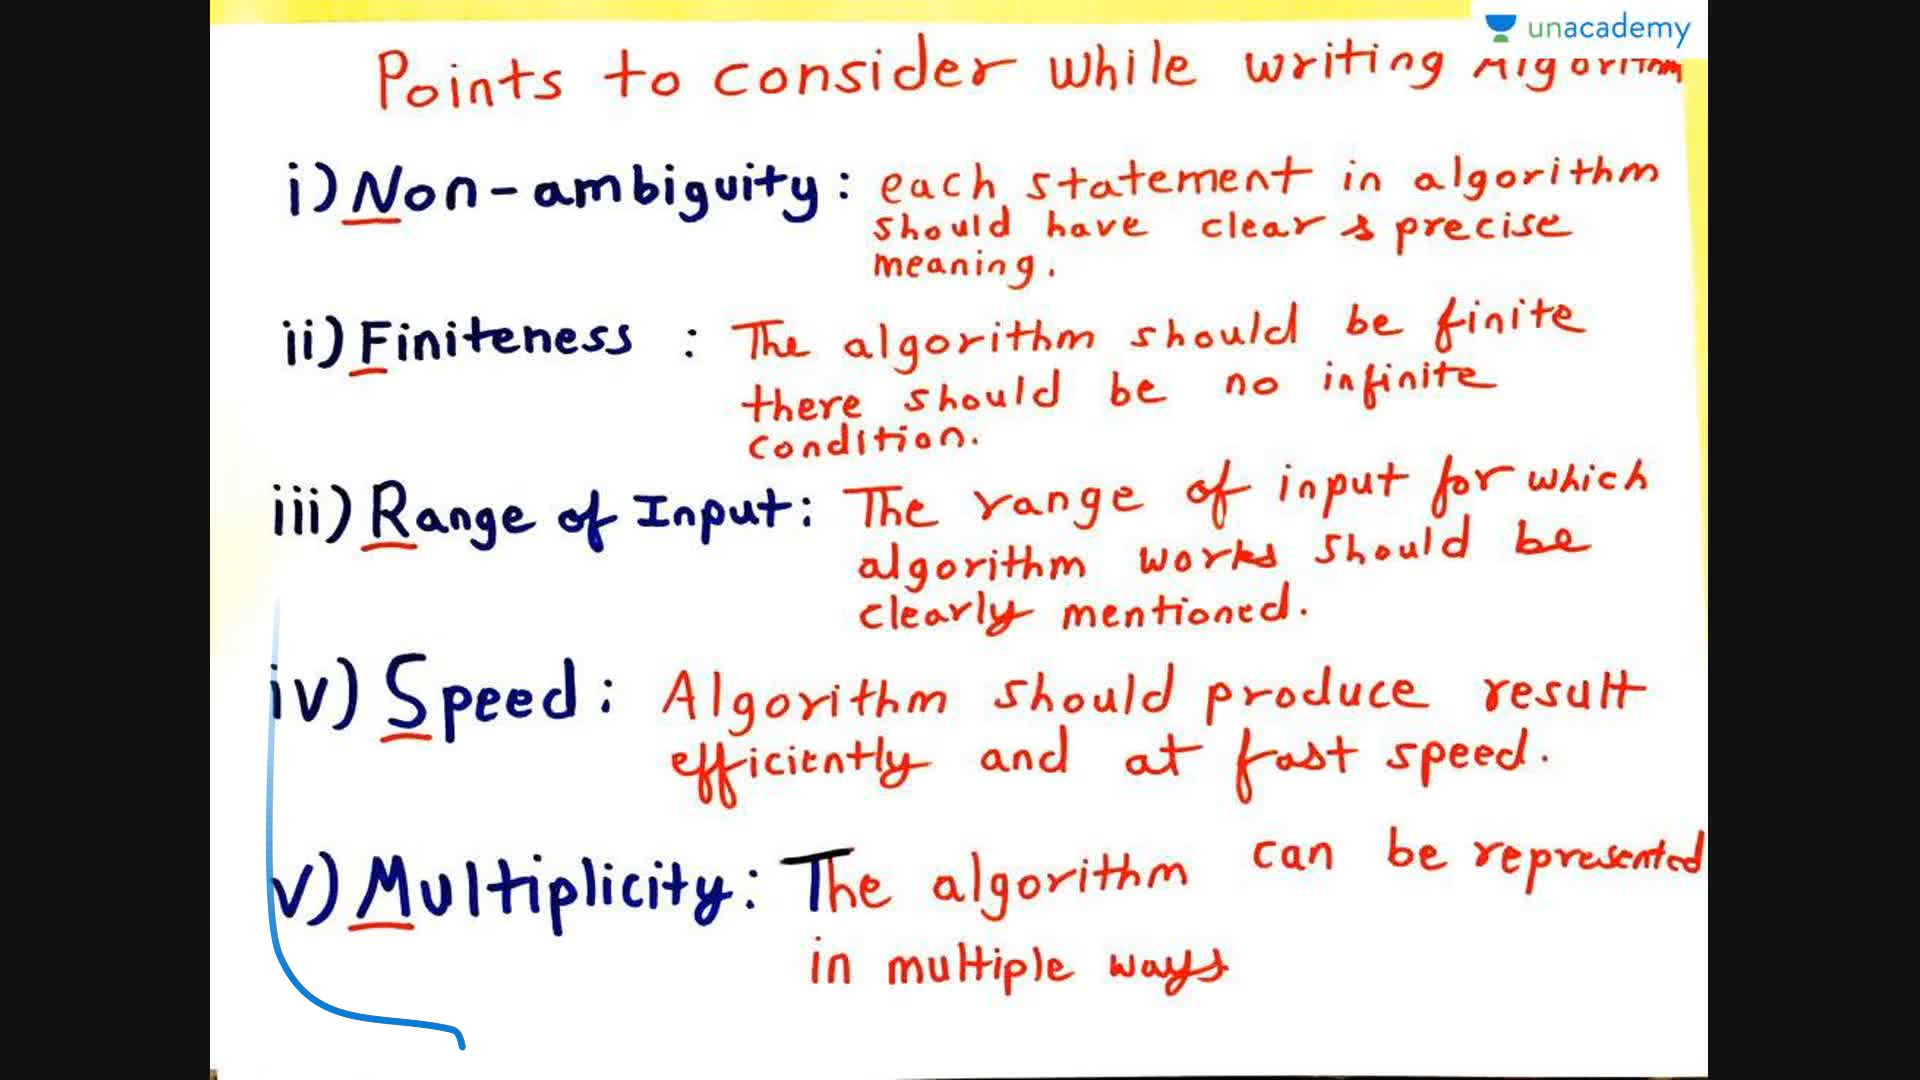 unacademy
Points to consider while writing Algorithm
i) Non-ambiguity: each statement in algorithm
should have clear & precise
meaning.
ii) Finiteness : The algorithm should be finite
there should be no infinite
condition.
iii) Range of Input: The range of input for which
algorithm works should be
clearly mentioned.
iv) Speed: Algorithm should produce result
efficiently and at fast speed.
v) Multiplicity: The algorithm can be represented
in multiple ways